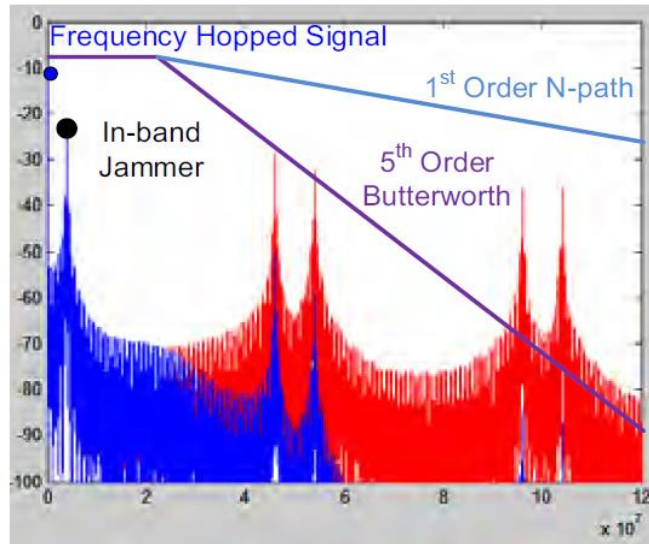 Frequency Hopped Signal
1st Order N-path
In-band
Jammer
5th Order
Butterworth
0
-10
-20
-30
-40
-50
-60
-70
-80
-90
-100
0
2
4
6
8
10
12
x 10^7